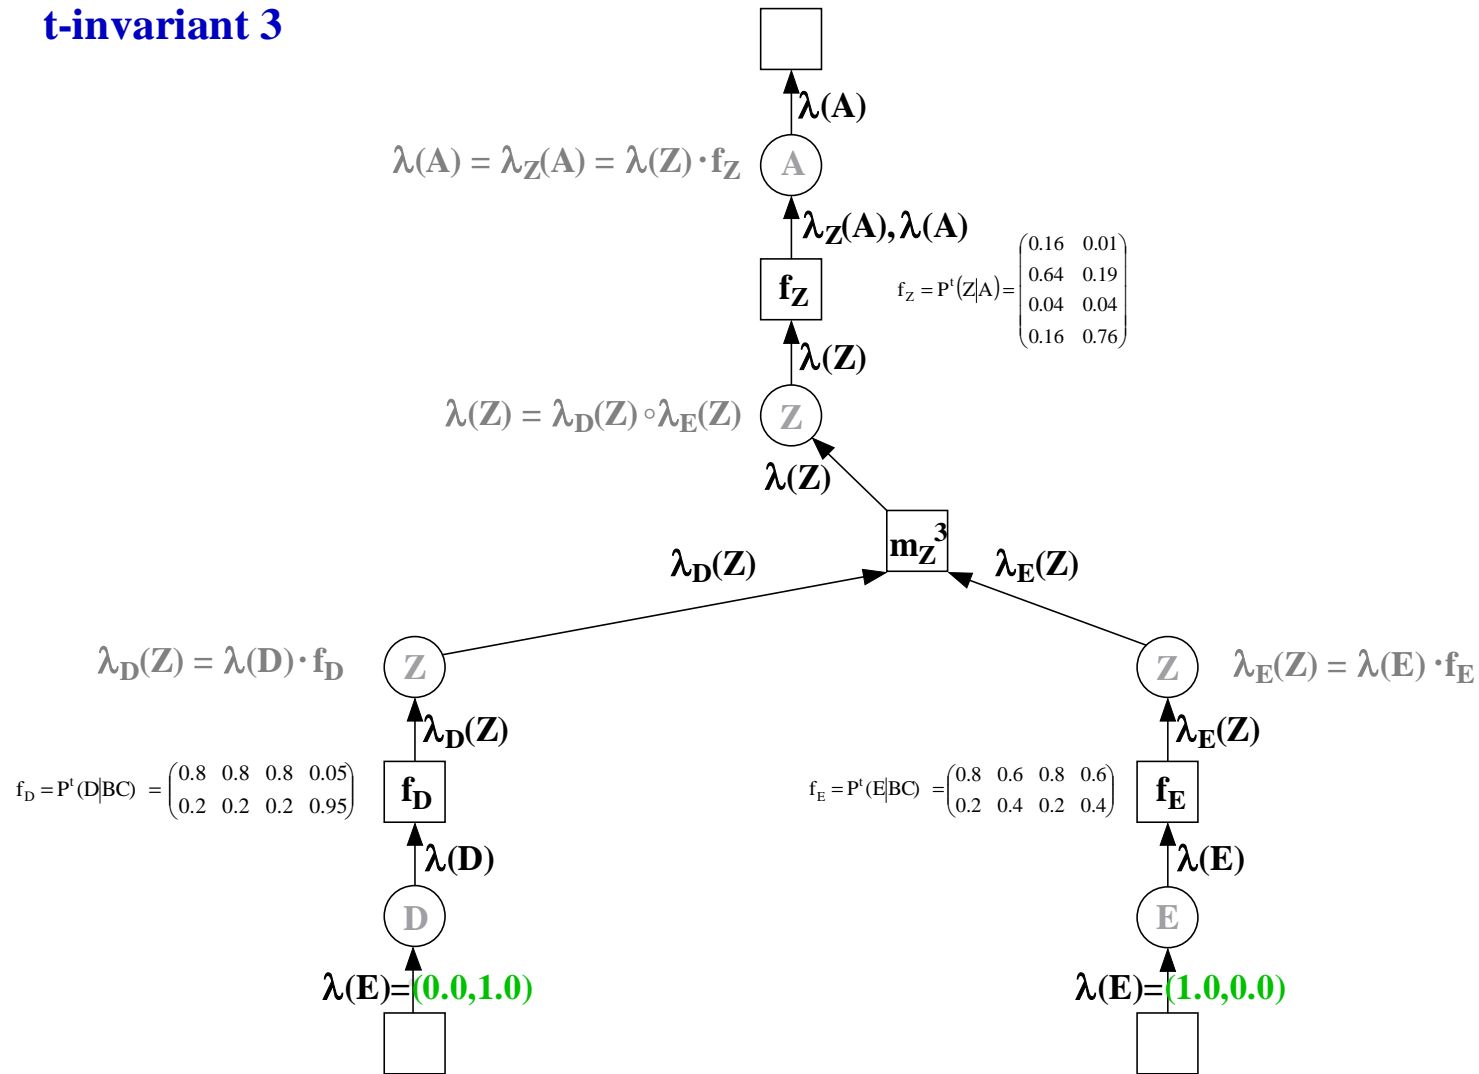 t-invariant 3
λ(A)
λ(A) = λZ(A) = λ(Z)·fZ
A
λZ(A),λ(A)
fZ
fZ = Pt(Z|A) = (0.16 0.01
0.64 0.19
0.04 0.04
0.16 0.76)
λ(Z)
λ(Z) = λD(Z)∘λE(Z)
Z
λ(Z)
mZ3
λD(Z)
λE(Z)
λD(Z) = λ(D)·fD
Z
Z
λE(Z) = λ(E)·fE
λD(Z)
λE(Z)
fD = Pt(D|BC) = (0.8 0.8 0.8 0.05
0.2 0.2 0.2 0.95)
fD
fE = Pt(E|BC) = (0.8 0.6 0.8 0.6
0.2 0.4 0.2 0.4)
fE
λ(D)
λ(E)
D
E
λ(E)=(0.0,1.0)
λ(E)=(1.0,0.0)